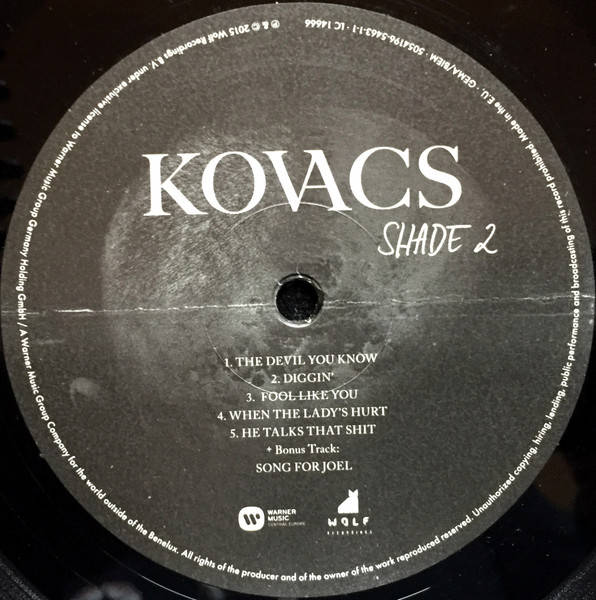 KOVACS
SHADE 2
1. THE DEVIL YOU KNOW
2. DIGGIN'
3. FOOL LIKE YOU
4. WHEN THE LADY'S HURT
5. HE TALKS THAT SHIT
+ Bonus Track:
SONG FOR JOEL
WARNER
MUSIC
CENTRAL EUROPE
WOLF
RECORDINGS
℗ & © 2015 Wolf Recordings B.V. under exclusive license to Warner Music Group Germany Holding GmbH / A Warner Music Group Company for the world outside of the Benelux. All rights of the producer and of the owner of the work reproduced reserved. Unauthorized copying, hiring, lending, public performance and broadcasting of this record prohibited. Made in the E.U. · GEMA/BIEM · 5054196-5463-1-1 · LC 14666